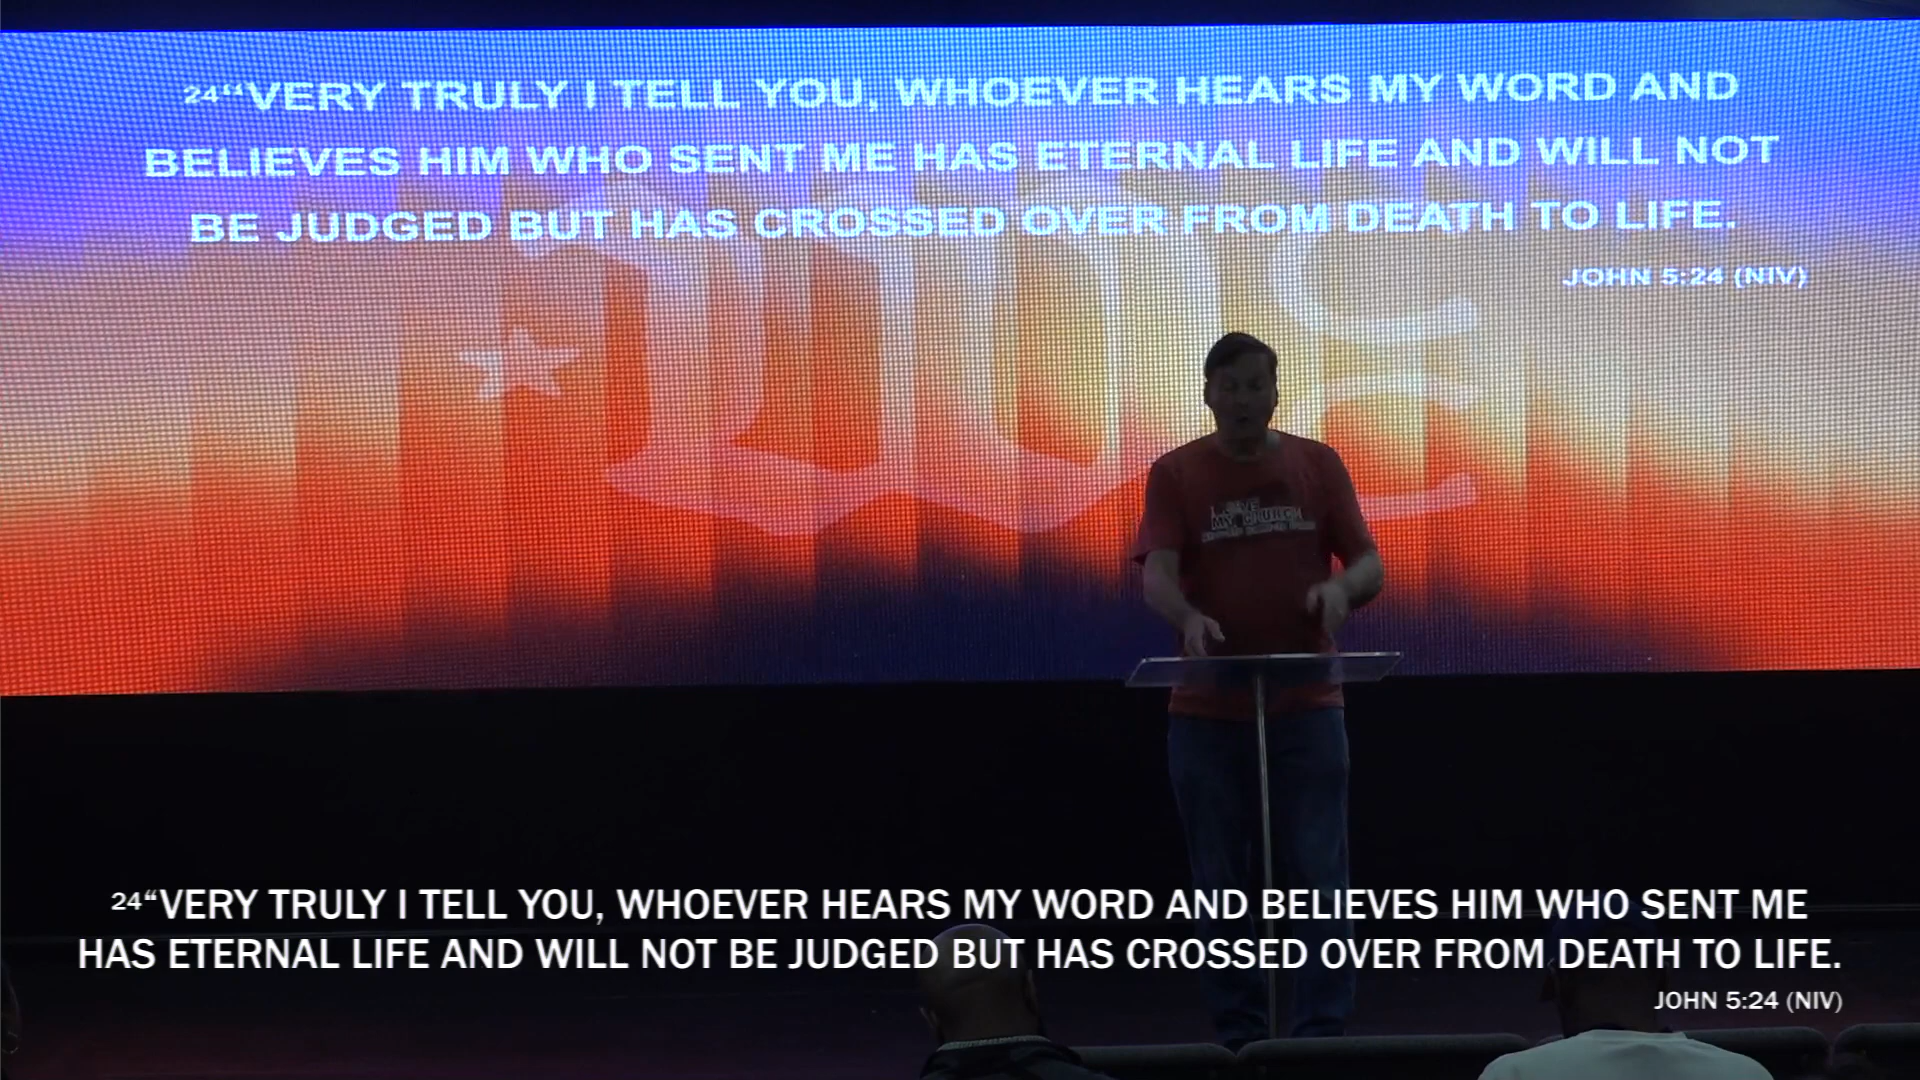 24“VERY TRULY I TELL YOU, WHOEVER HEARS MY WORD AND
BELIEVES HIM WHO SENT ME HAS ETERNAL LIFE AND WILL NOT
BE JUDGED BUT HAS CROSSED OVER FROM DEATH TO LIFE.
JOHN 5:24 (NIV)
MY CHURCH
24“VERY TRULY I TELL YOU, WHOEVER HEARS MY WORD AND BELIEVES HIM WHO SENT ME
HAS ETERNAL LIFE AND WILL NOT BE JUDGED BUT HAS CROSSED OVER FROM DEATH TO LIFE.
JOHN 5:24 (NIV)